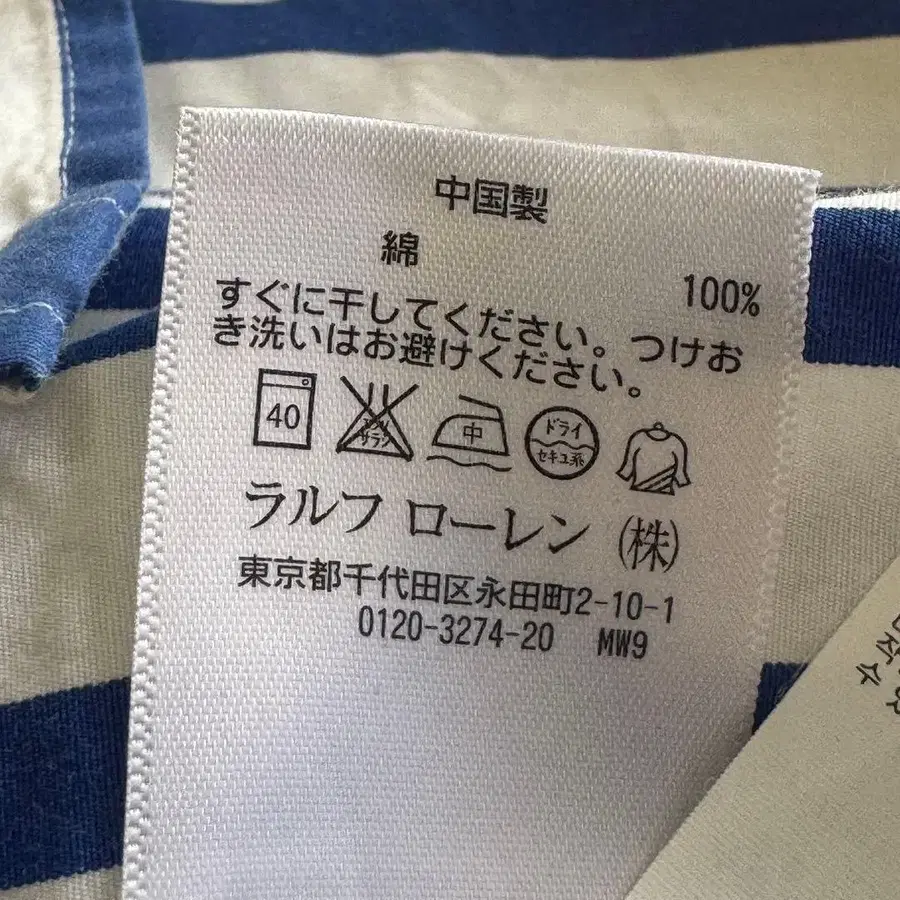 中国製
綿
100%
すぐに干してください。つけお
き洗いはお避けください。
40
中
ドライ
セキユ系
ラルフ ローレン (株)
東京都千代田区永田町2-10-1
0120-3274-20 MW9
수